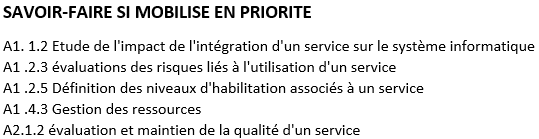 SAVOIR-FAIRE SI MOBILISE EN PRIORITE
A1. 1.2 Etude de l'impact de l'intégration d'un service sur le système informatique
A1 .2.3 évaluations des risques liés à l'utilisation d'un service
A1 .2.5 Définition des niveaux d'habilitation associés à un service
A1 .4.3 Gestion des ressources
A2.1.2 évaluation et maintien de la qualité d'un service